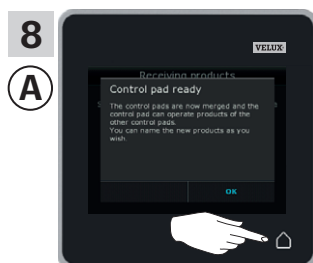 8
A
VELUX
Receiving products
Control pad ready
The control pads are now merged and the
control pad can operate products of the
other control pads.
You can name the new products as you
wish.
OK